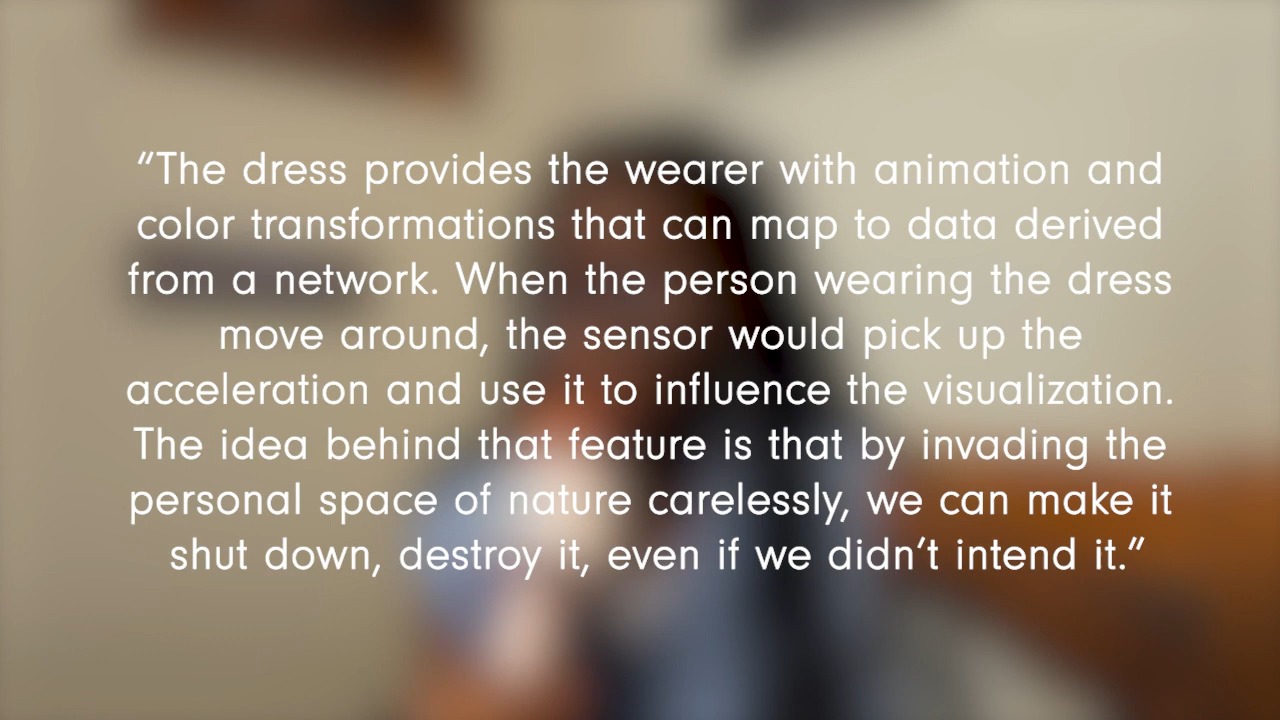 “The dress provides the wearer with animation and
color transformations that can map to data derived
from a network. When the person wearing the dress
move around, the sensor would pick up the
acceleration and use it to influence the visualization.
The idea behind that feature is that by invading the
personal space of nature carelessly, we can make it
shut down, destroy it, even if we didn’t intend it.”